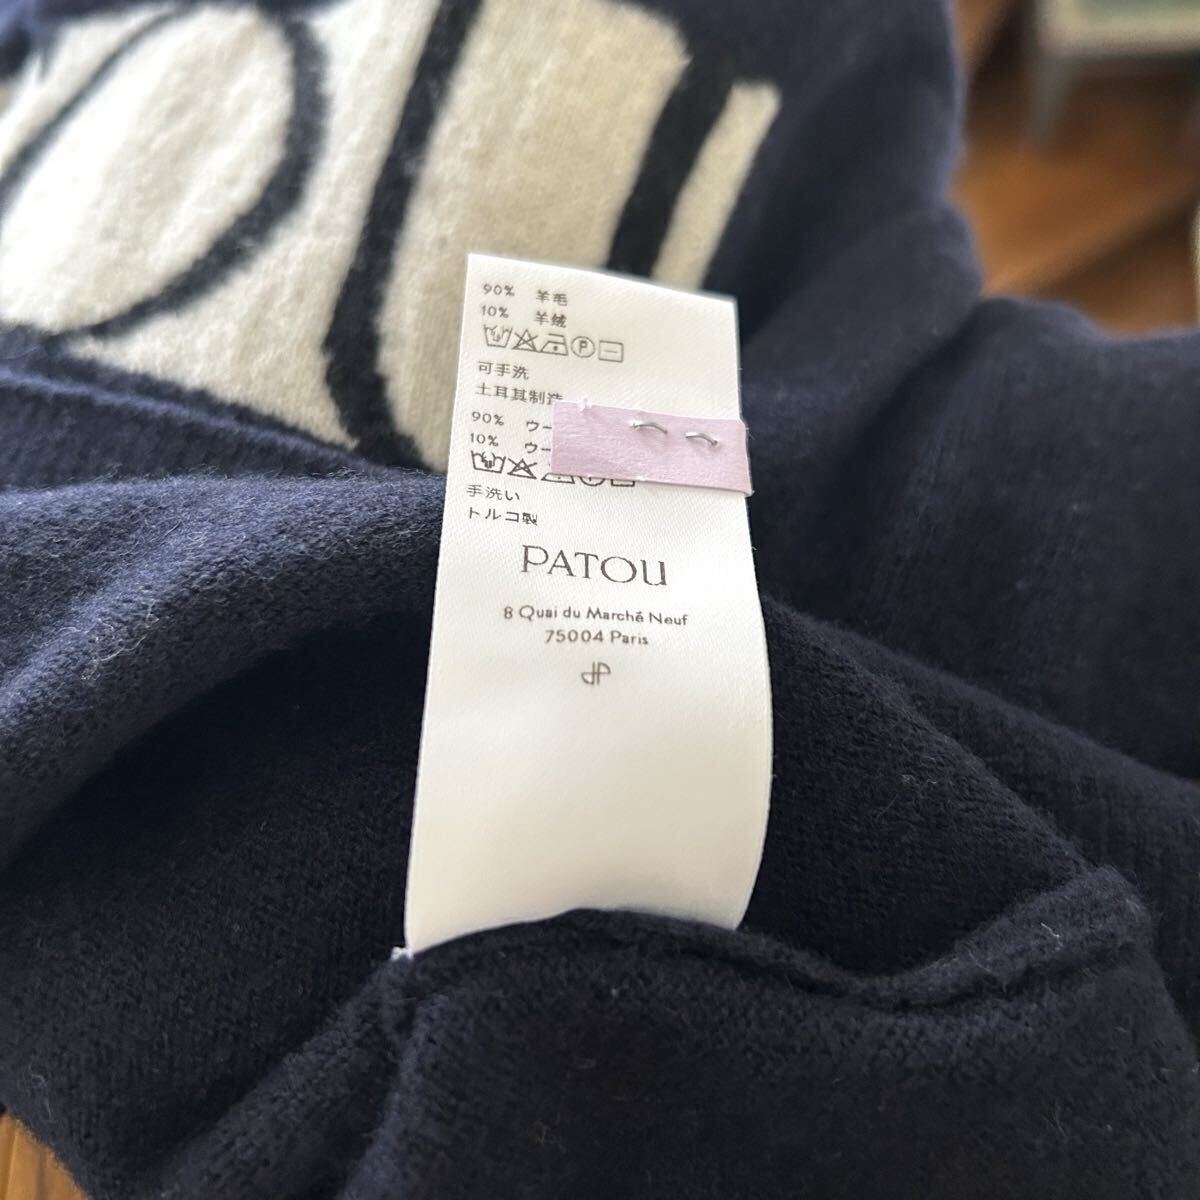 90% 羊毛
10% 羊绒
P
可手洗
土耳其制造
90% ウー
10% ウー
手洗い
トルコ製
PATOU
8 Quai du Marché Neuf
75004 Paris
JP